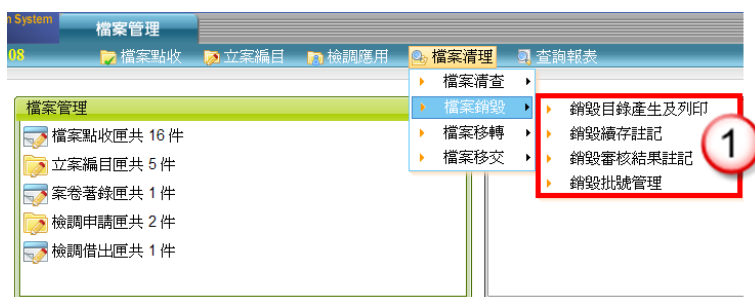 n System
檔案管理
08
檔案點收 立案編目 檢調應用 檔案清理 查詢報表
檔案清查
檔案銷毀
檔案移轉
檔案移交
銷毀目錄產生及列印
銷毀續存註記
銷毀審核結果註記
銷毀批號管理
1
檔案管理
檔案點收匣共 16 件
立案編目匣共 5 件
案卷著錄匣共 1 件
檢調申請匣共 2 件
檢調借出匣共 1 件